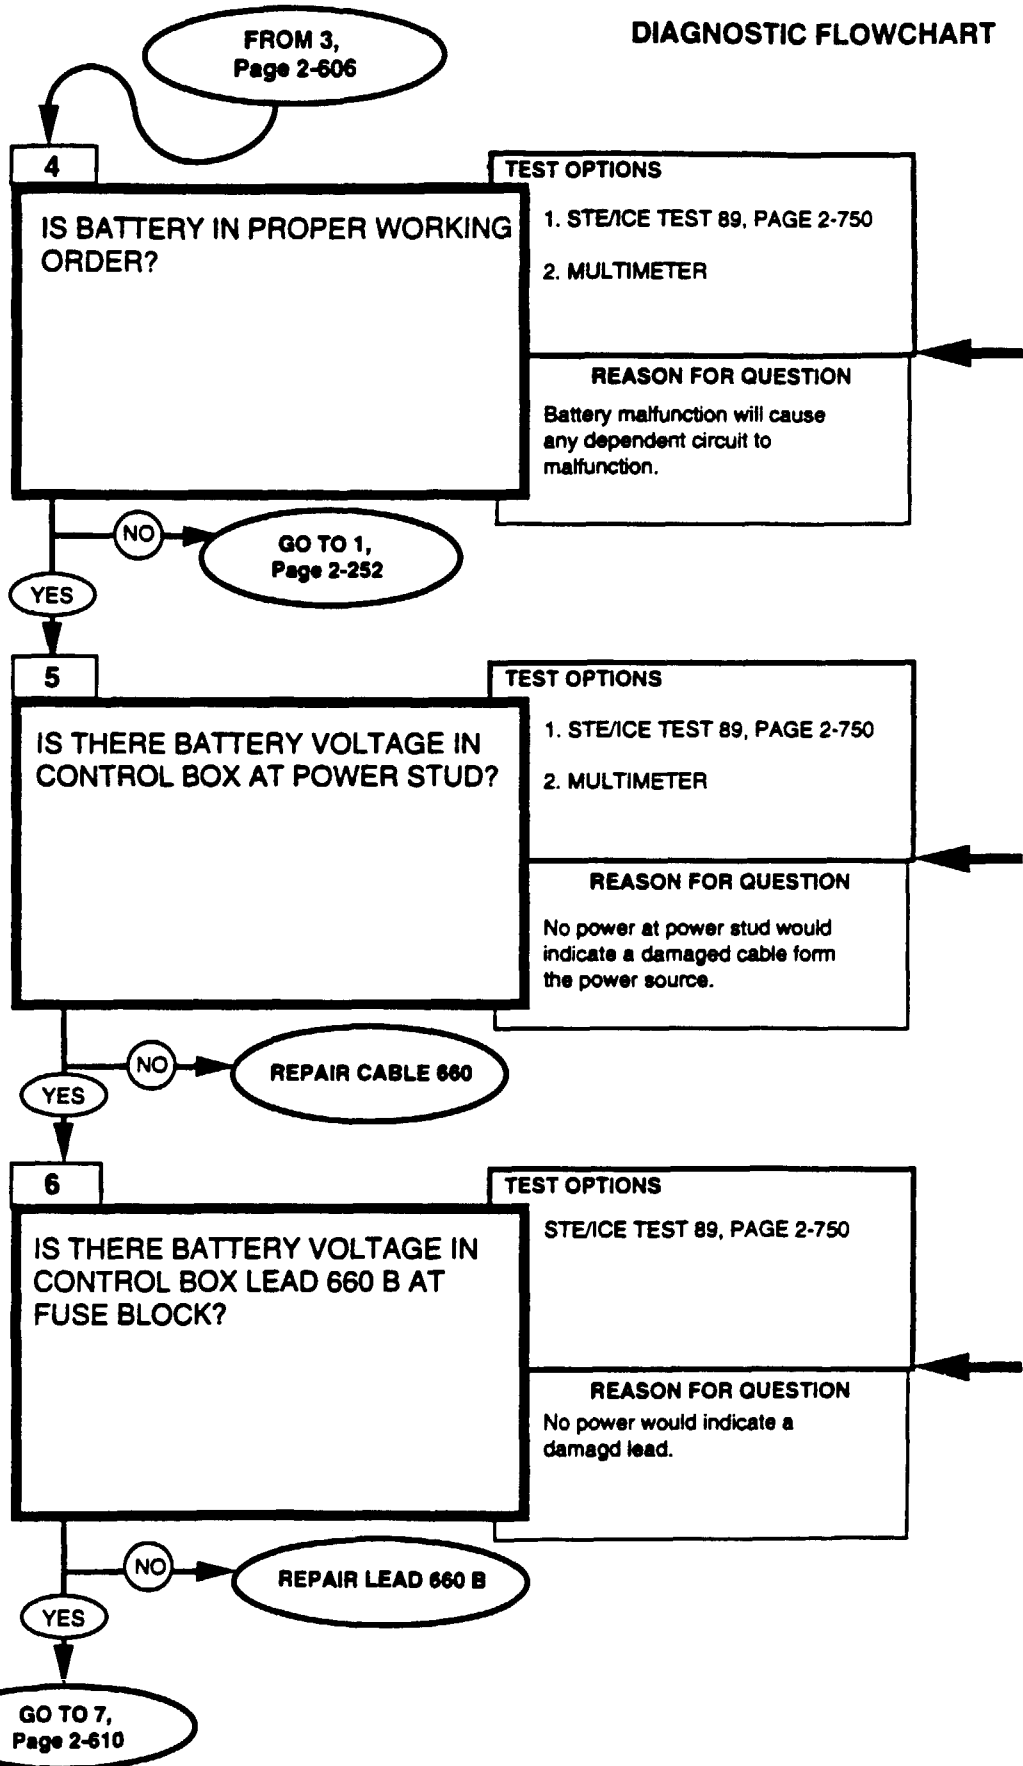 DIAGNOSTIC FLOWCHART
FROM 3,
Page 2-606
4
IS BATTERY IN PROPER WORKING
ORDER?
TEST OPTIONS
1. STE/ICE TEST 89, PAGE 2-750
2. MULTIMETER
REASON FOR QUESTION
Battery malfunction will cause
any dependent circuit to
malfunction.
NO
GO TO 1,
Page 2-252
YES
5
IS THERE BATTERY VOLTAGE IN
CONTROL BOX AT POWER STUD?
TEST OPTIONS
1. STE/ICE TEST 89, PAGE 2-750
2. MULTIMETER
REASON FOR QUESTION
No power at power stud would
indicate a damaged cable form
the power source.
NO
REPAIR CABLE 660
YES
6
IS THERE BATTERY VOLTAGE IN
CONTROL BOX LEAD 660 B AT
FUSE BLOCK?
TEST OPTIONS
STE/ICE TEST 89, PAGE 2-750
REASON FOR QUESTION
No power would indicate a
damagd lead.
NO
REPAIR LEAD 660 B
YES
GO TO 7,
Page 2-610